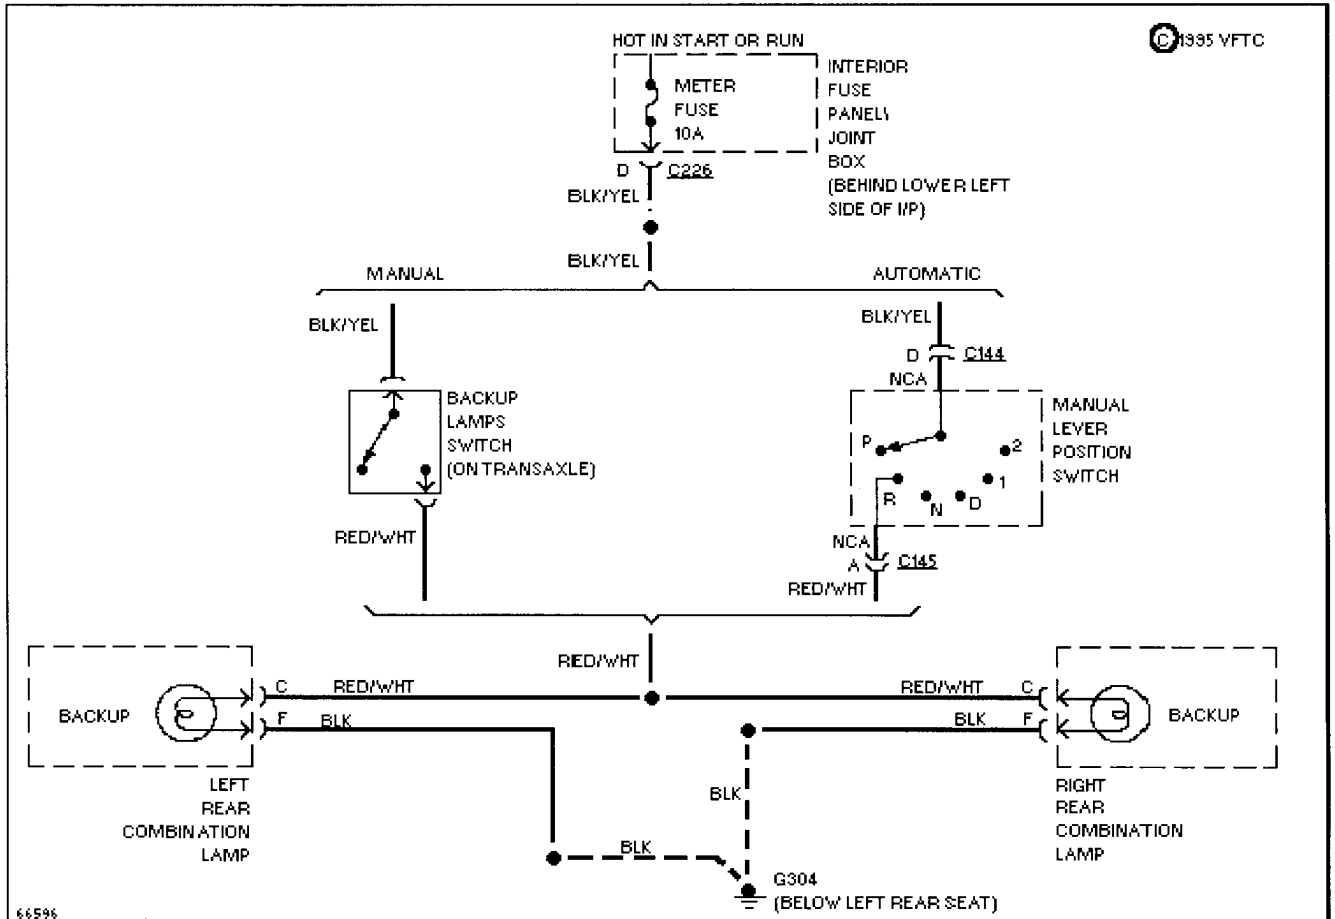 HOT IN START OR RUN
© 1995 VFTC
METER
FUSE
10A
INTERIOR
FUSE
PANEL\
JOINT
BOX
(BEHIND LOWER LEFT
SIDE OF I/P)
D C226
BLK/YEL
BLK/YEL
MANUAL
AUTOMATIC
BLK/YEL
BLK/YEL
D C144
NCA
BACKUP
LAMPS
SWITCH
(ON TRANSAXLE)
P
R
N
D
1
2
MANUAL
LEVER
POSITION
SWITCH
RED/WHT
NCA
A C145
RED/WHT
RED/WHT
BACKUP
C RED/WHT
F BLK
RED/WHT C
BLK F
BACKUP
LEFT
REAR
COMBINATION
LAMP
BLK
BLK
RIGHT
REAR
COMBINATION
LAMP
G304
(BELOW LEFT REAR SEAT)
66596